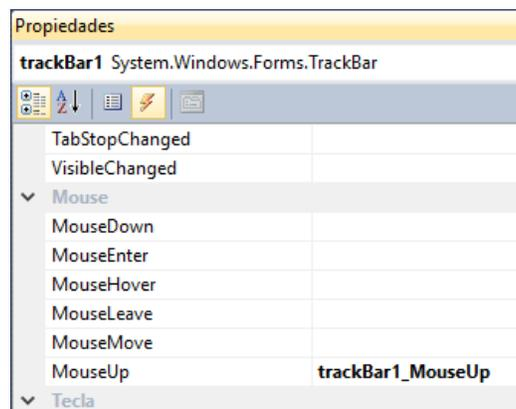 Propiedades
trackBar1 System.Windows.Forms.TrackBar
TabStopChanged
VisibleChanged
Mouse
MouseDown
MouseEnter
MouseHover
MouseLeave
MouseMove
MouseUp trackBar1_MouseUp
Tecla